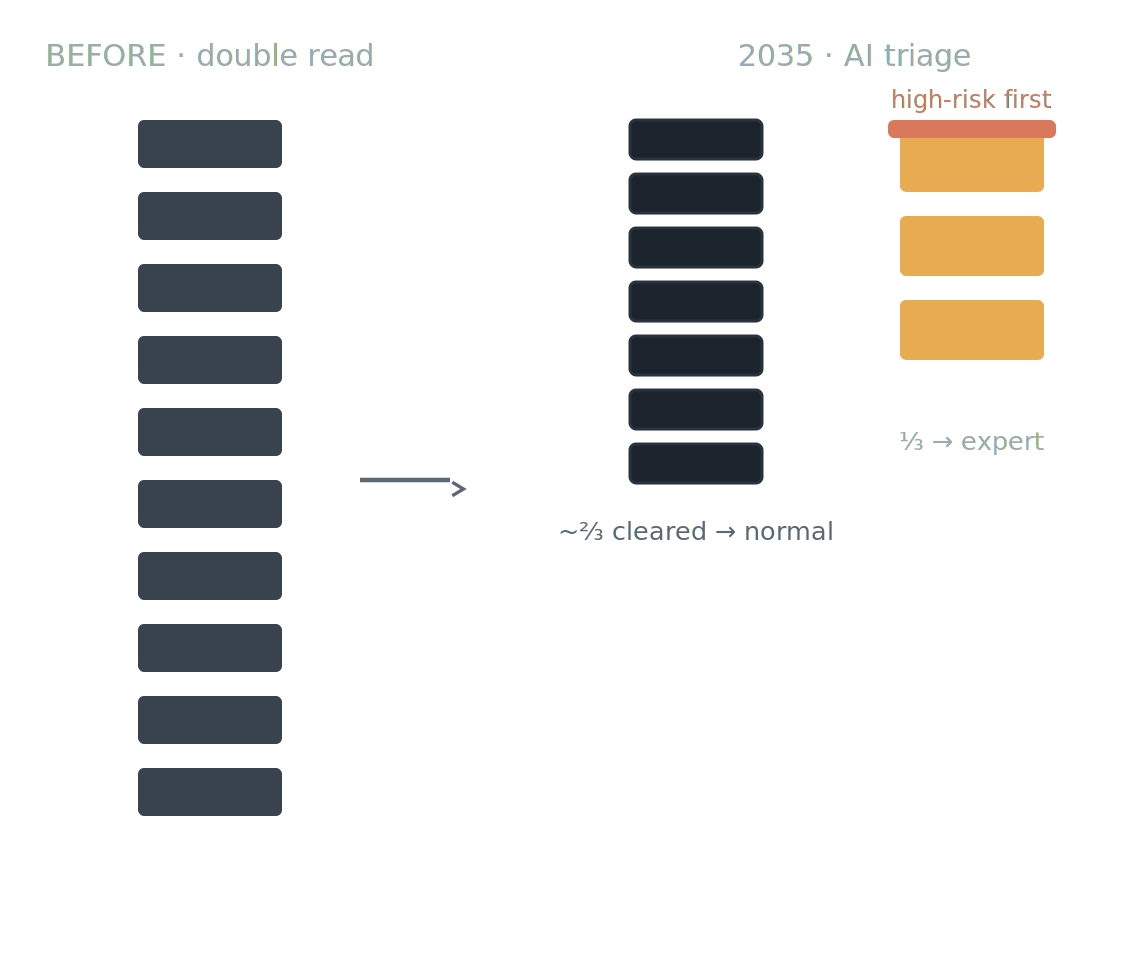 BEFORE · double read
2035 · AI triage
high-risk first
⅓ → expert
~⅔ cleared → normal